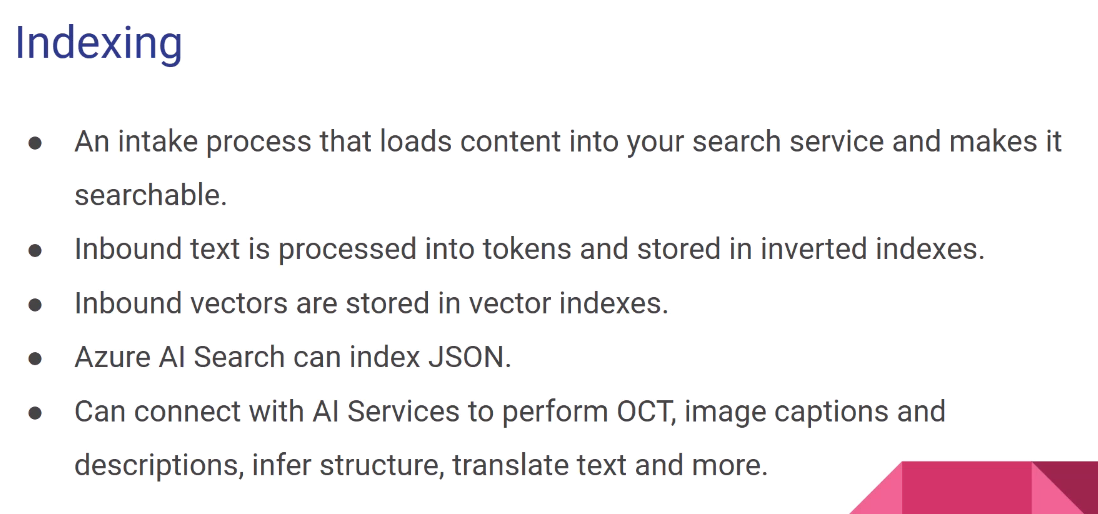 Indexing
● An intake process that loads content into your search service and makes it
searchable.
● Inbound text is processed into tokens and stored in inverted indexes.
● Inbound vectors are stored in vector indexes.
● Azure AI Search can index JSON.
● Can connect with AI Services to perform OCT, image captions and
descriptions, infer structure, translate text and more.